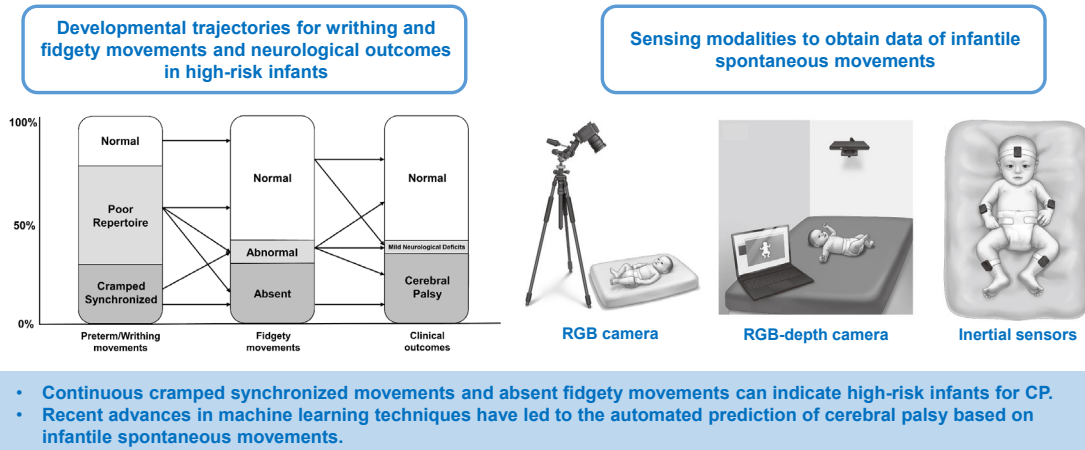 Developmental trajectories for writhing and
fidgety movements and neurological outcomes
in high-risk infants
Sensing modalities to obtain data of infantile
spontaneous movements
100%
50%
0%
Normal
Poor
Repertoire
Cramped
Synchronized
Normal
Abnormal
Absent
Normal
Mild Neurological Deficits
Cerebral
Palsy
Preterm/Writhing
movements
Fidgety
movements
Clinical
outcomes
RGB camera
RGB-depth camera
Inertial sensors
• Continuous cramped synchronized movements and absent fidgety movements can indicate high-risk infants for CP.
• Recent advances in machine learning techniques have led to the automated prediction of cerebral palsy based on
infantile spontaneous movements.